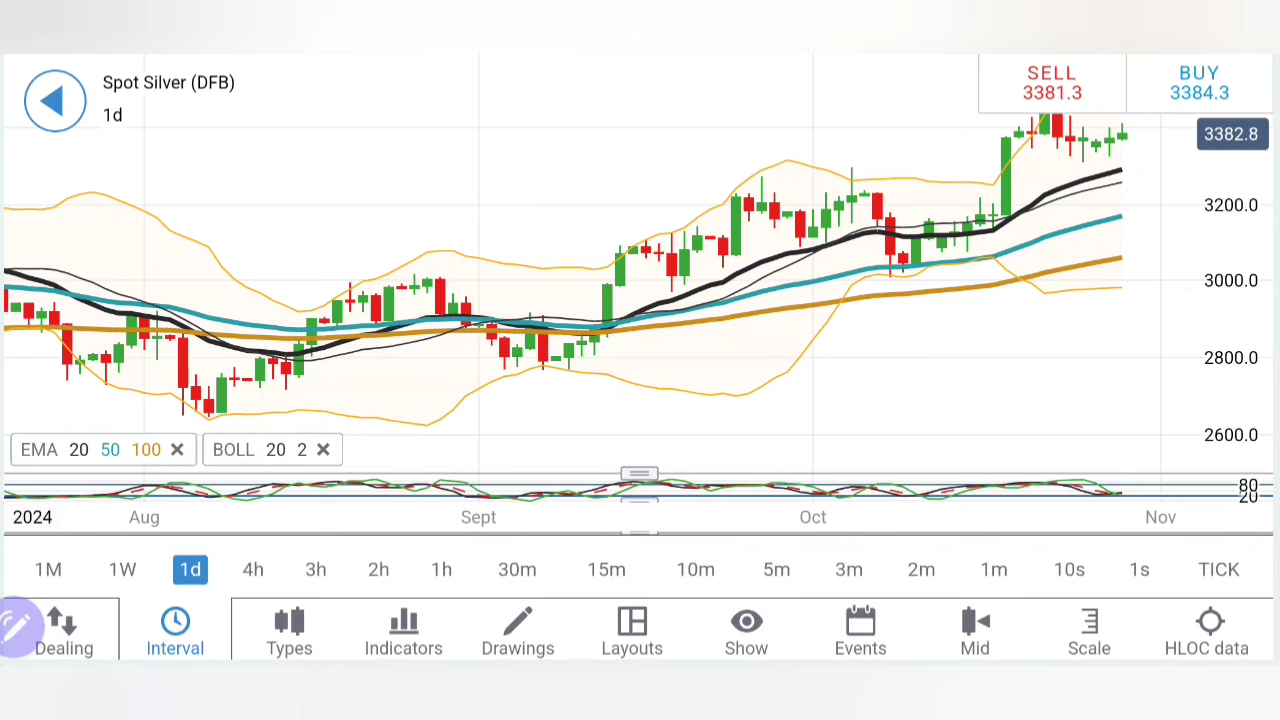 Spot Silver (DFB)
1d
SELL
3381.3
BUY
3384.3
3382.8
3200.0
3000.0
2800.0
2600.0
EMA 20 50 100
BOLL 20 2
80
20
2024 Aug Sept Oct Nov
1M 1W 1d 4h 3h 2h 1h 30m 15m 10m 5m 3m 2m 1m 10s 1s TICK
Dealing Interval Types Indicators Drawings Layouts Show Events Mid Scale HLOC data